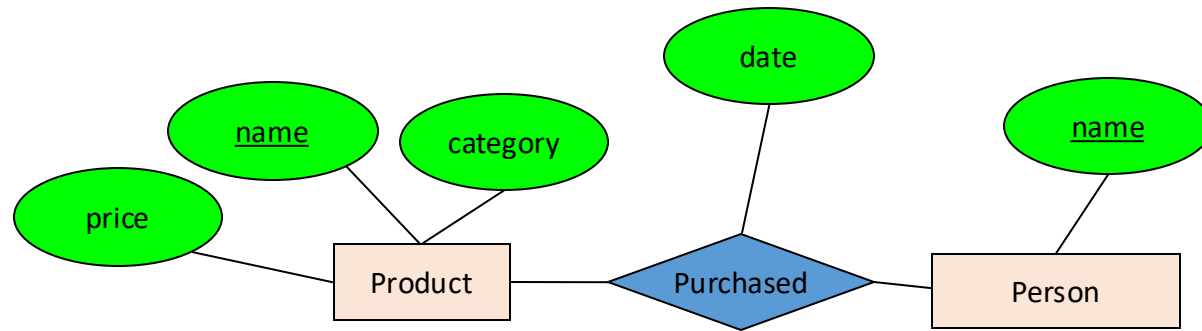 date
name
name
category
price
Product
Purchased
Person